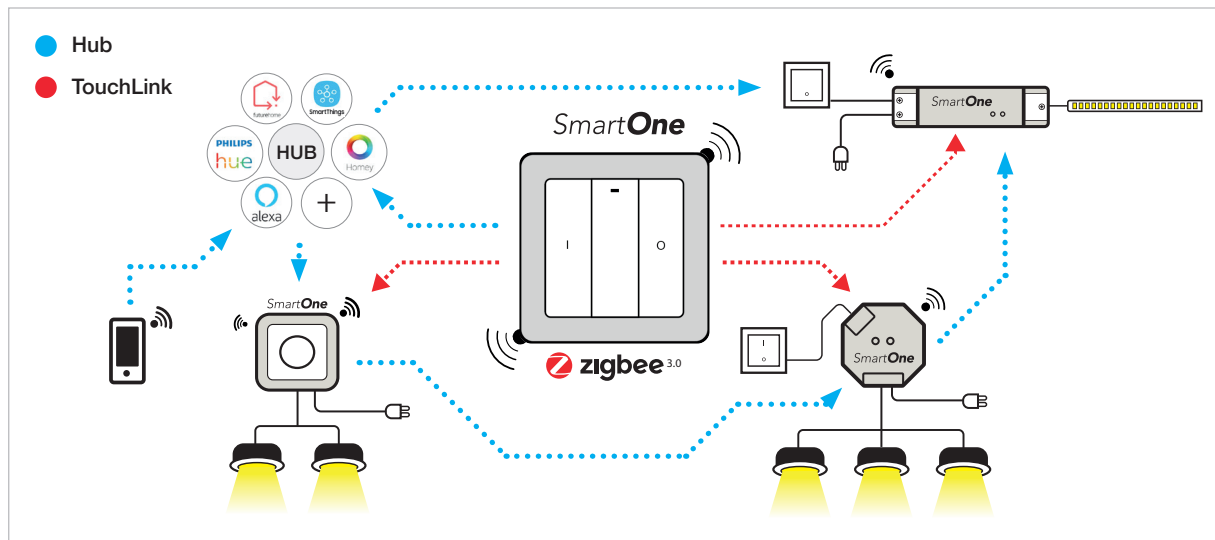 Hub
TouchLink
futurehome
SmartThings
PHILIPS
hue
HUB
Homey
alexa
+
SmartOne
I
O
zigbee 3.0
SmartOne
SmartOne
I
O
SmartOne